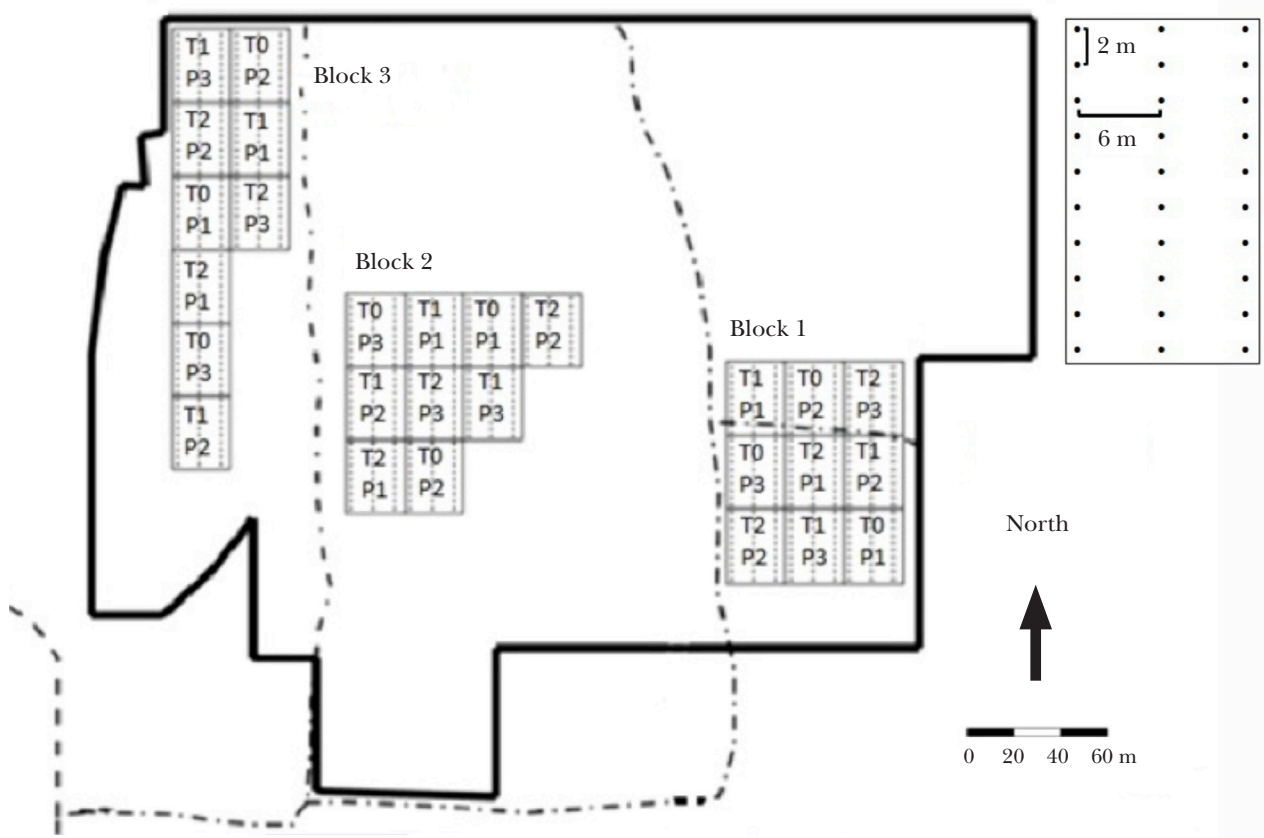 T1 T0
P3 P2
Block 3
T2 T1
P2 P1
T0 T2
P1 P3
T2
P1
T0
P3
T1
P2
Block 2
T0 T1 T0 T2
P3 P1 P1 P2
T1 T2 T1
P2 P3 P3
T2 T0
P1 P2
Block 1
T1 T0 T2
P1 P2 P3
T0 T2 T1
P3 P1 P2
T2 T1 T0
P2 P3 P1
2 m
6 m
North
0 20 40 60 m